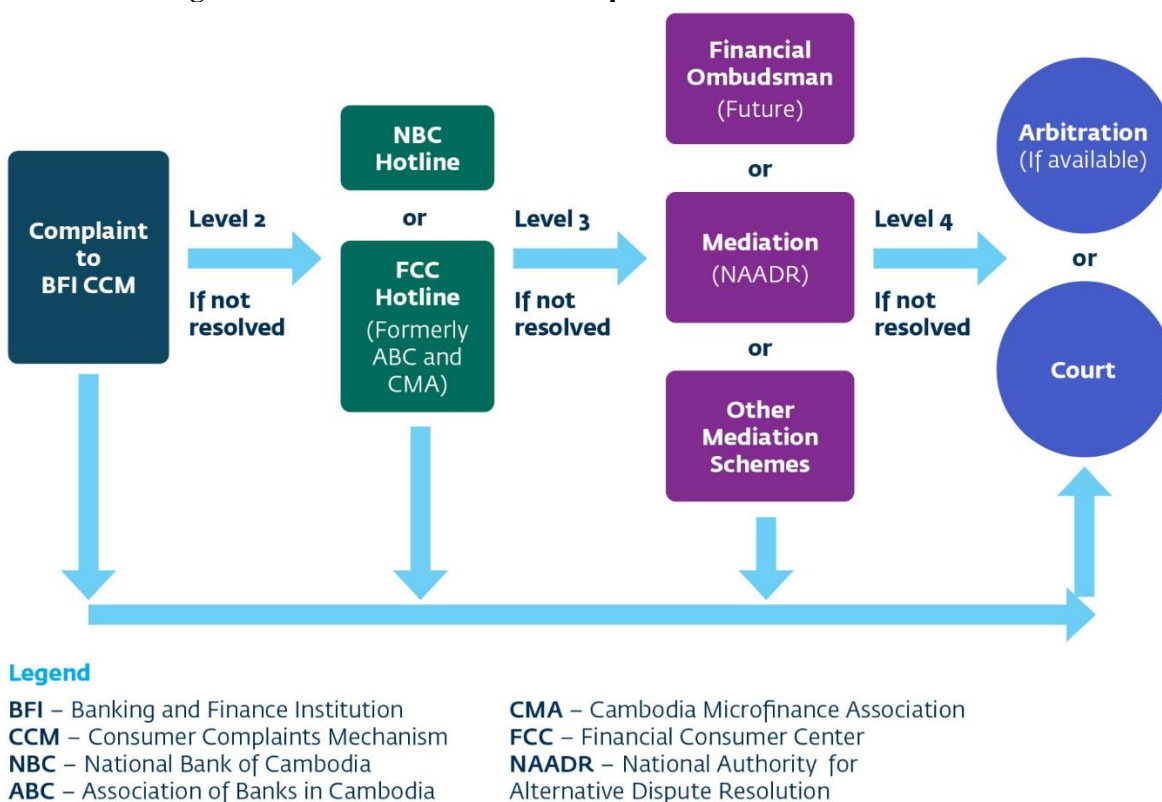 Complaint
to
BFI CCM
Level 2
If not
resolved
NBC
Hotline
or
FCC
Hotline
(Formerly
ABC and
CMA)
Level 3
If not
resolved
Financial
Ombudsman
(Future)
or
Mediation
(NAADR)
or
Other
Mediation
Schemes
Level 4
If not
resolved
Arbitration
(If available)
or
Court
Legend
BFI – Banking and Finance Institution
CCM – Consumer Complaints Mechanism
NBC – National Bank of Cambodia
ABC – Association of Banks in Cambodia
CMA – Cambodia Microfinance Association
FCC – Financial Consumer Center
NAADR – National Authority for
Alternative Dispute Resolution